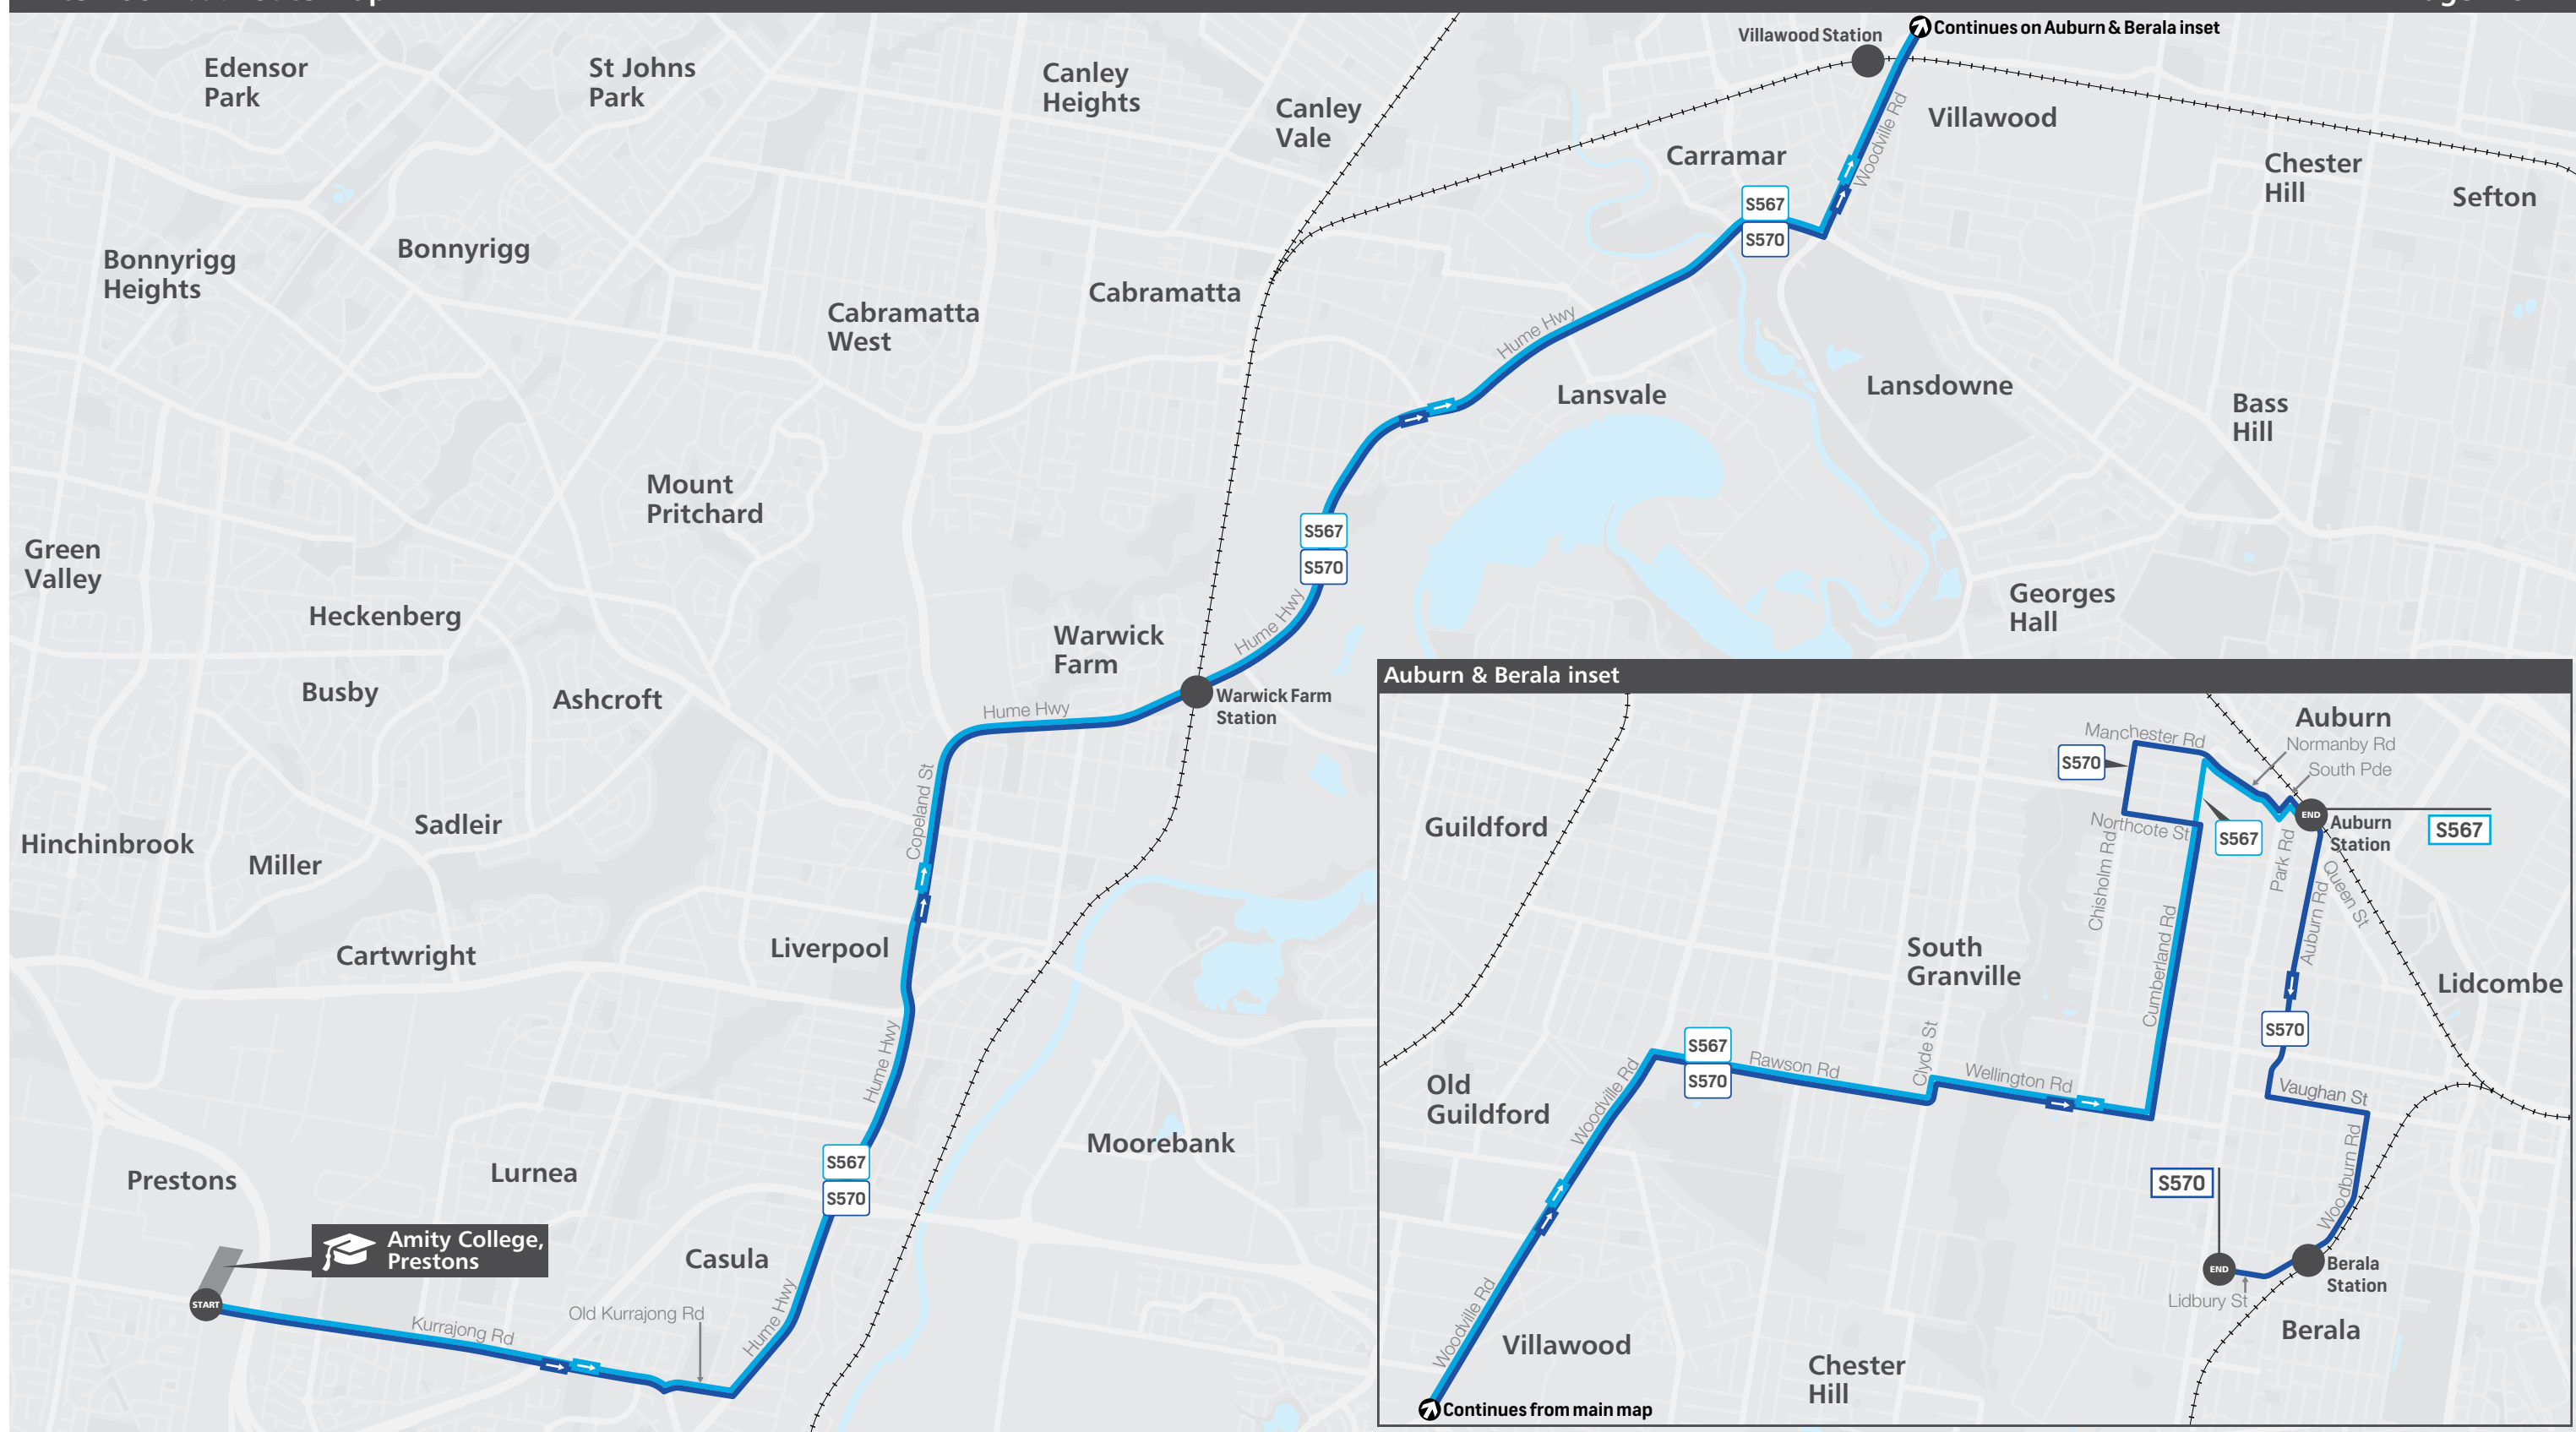 Villawood Station
Continues on Auburn & Berala inset
Edensor
Park
St Johns
Park
Canley
Heights
Canley
Vale
Villawood
Woodville Rd
Carramar
Chester
Hill
Sefton
S567
S570
Bonnyrigg
Bonnyrigg
Heights
Cabramatta
Cabramatta
West
Hume Hwy
Lansvale
Lansdowne
Bass
Hill
Mount
Pritchard
S567
S570
Green
Valley
Heckenberg
Georges
Hall
Hume Hwy
Warwick
Farm
Busby
Ashcroft
Warwick Farm
Station
Hume Hwy
Copeland St
Hinchinbrook
Sadleir
Miller
Cartwright
Liverpool
Hume Hwy
Moorebank
S567
S570
Prestons
Lurnea
Amity College,
Prestons
Casula
START
Kurrajong Rd
Old Kurrajong Rd
Hume Hwy
Auburn & Berala inset
Auburn
Manchester Rd
Normanby Rd
S570
South Pde
Guildford
Northcote St
S567
END
Auburn
Station
S567
Chisholm Rd
Park Rd
Queen St
Auburn Rd
Cumberland Rd
South
Granville
Lidcombe
S570
Clyde St
S567
S570
Rawson Rd
Wellington Rd
Woodville Rd
Old
Guildford
Vaughan St
Woodburn Rd
S570
END
Berala
Station
Lidbury St
Berala
Woodville Rd
Villawood
Chester
Hill
Continues from main map